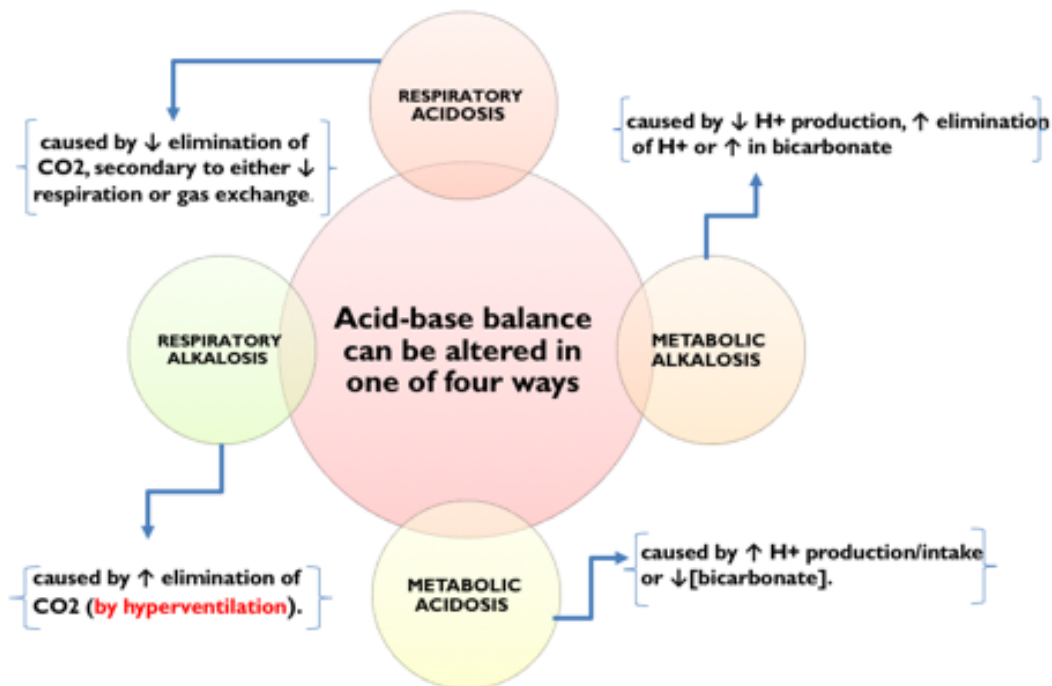 RESPIRATORY
ACIDOSIS
caused by ↓ elimination of
CO2, secondary to either ↓
respiration or gas exchange.
caused by ↓ H+ production, ↑ elimination
of H+ or ↑ in bicarbonate
Acid-base balance
can be altered in
one of four ways
RESPIRATORY
ALKALOSIS
METABOLIC
ALKALOSIS
caused by ↑ elimination of
CO2 (by hyperventilation).
METABOLIC
ACIDOSIS
caused by ↑ H+ production/intake
or ↓[bicarbonate].